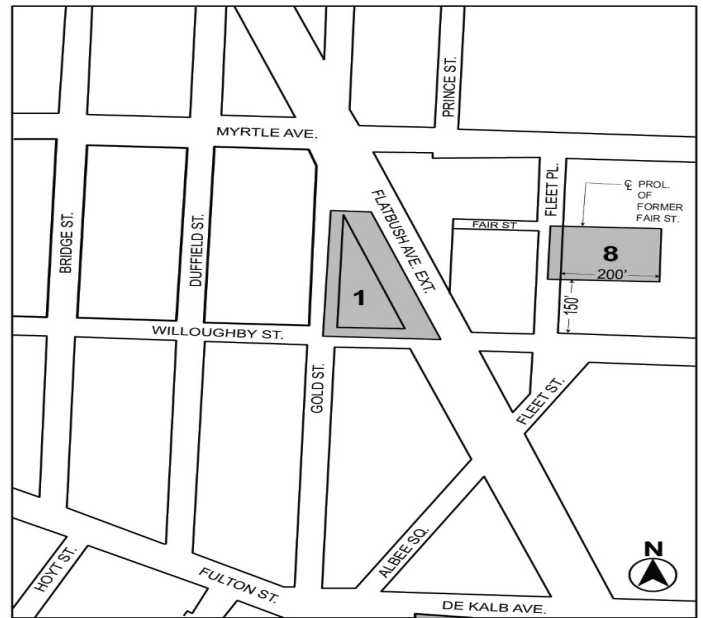 PRINCE ST.
MYRTLE AVE.
FLEET PL.
℄ PROL.
OF
FORMER
FAIR ST.
BRIDGE ST.
DUFFIELD ST.
FLATBUSH AVE. EXT.
FAIR ST
8
200'
150'
1
WILLOUGHBY ST.
GOLD ST.
FLEET ST.
ALBEE SQ.
HOYT ST.
FULTON ST.
N
DE KALB AVE.